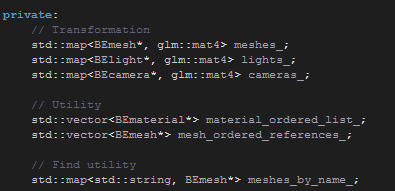 private:
// Transformation
std::map<BEmesh*, glm::mat4> meshes_;
std::map<BElight*, glm::mat4> lights_;
std::map<BEcamera*, glm::mat4> cameras_;
// Utility
std::vector<BEmaterial*> material_ordered_list_;
std::vector<BEmesh*> mesh_ordered_references_;
// Find utility
std::map<std::string, BEmesh*> meshes_by_name_;